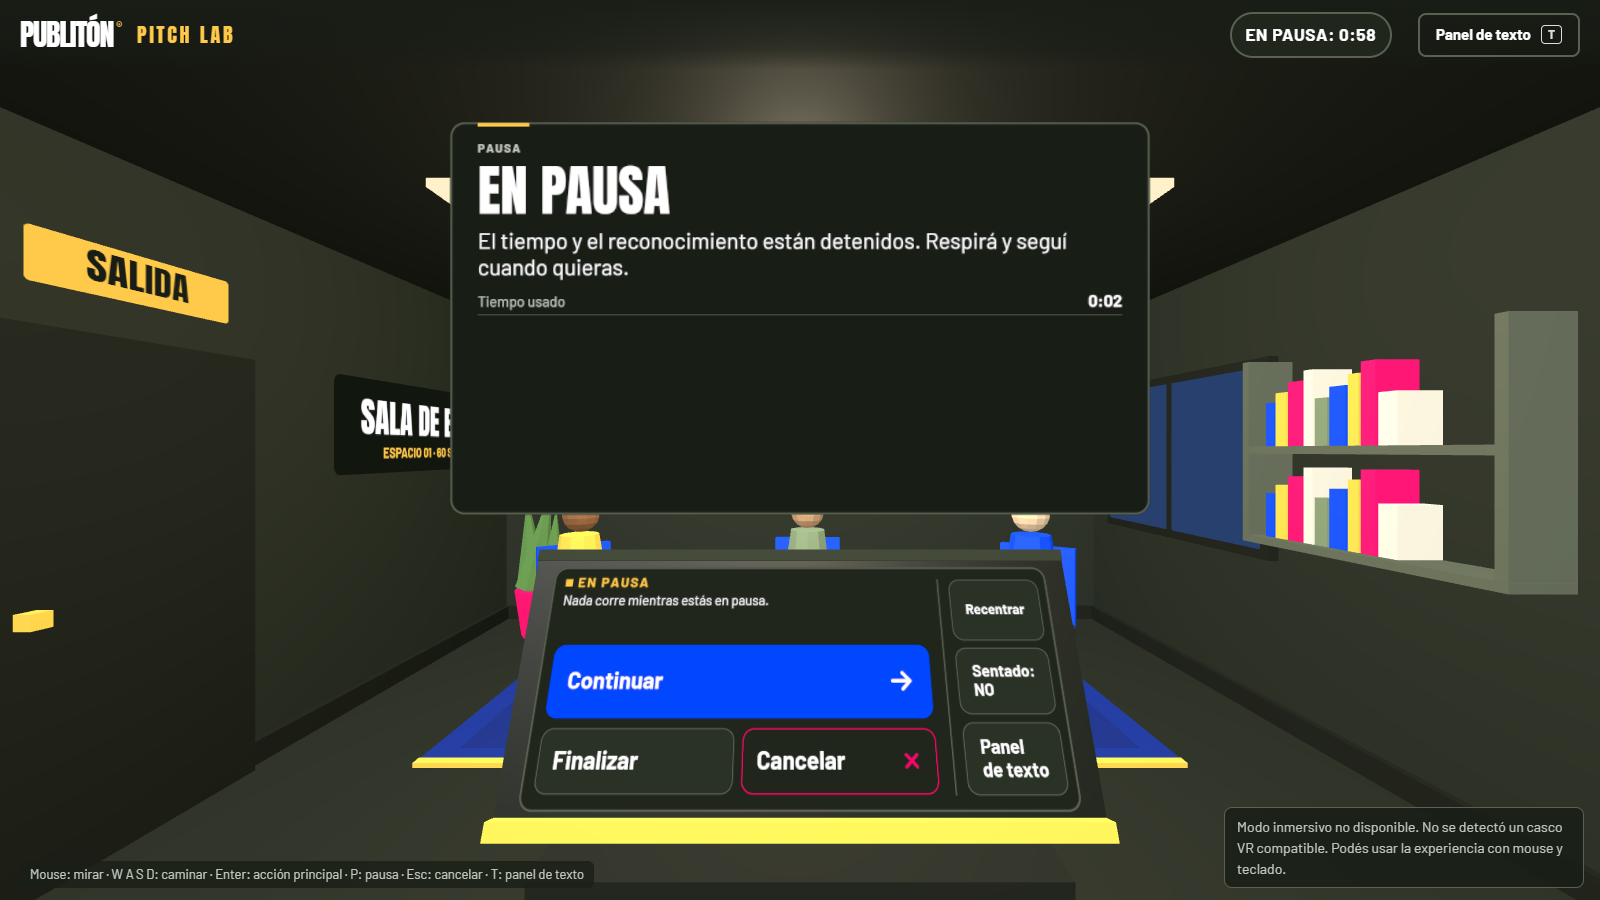 PUBLITÓN PITCH LAB
EN PAUSA: 0:58
Panel de texto T
PAUSA
EN PAUSA
El tiempo y el reconocimiento están detenidos. Respirá y seguí
cuando quieras.
Tiempo usado 0:02
SALIDA
SALA DE
ESPACIO 01 · 60
EN PAUSA
Nada corre mientras estás en pausa.
Continuar →
Finalizar
Cancelar ×
Recentrar
Sentado:
NO
Panel
de texto
Modo inmersivo no disponible. No se detectó un casco
VR compatible. Podés usar la experiencia con mouse y
teclado.
Mouse: mirar · W A S D: caminar · Enter: acción principal · P: pausa · Esc: cancelar · T: panel de texto